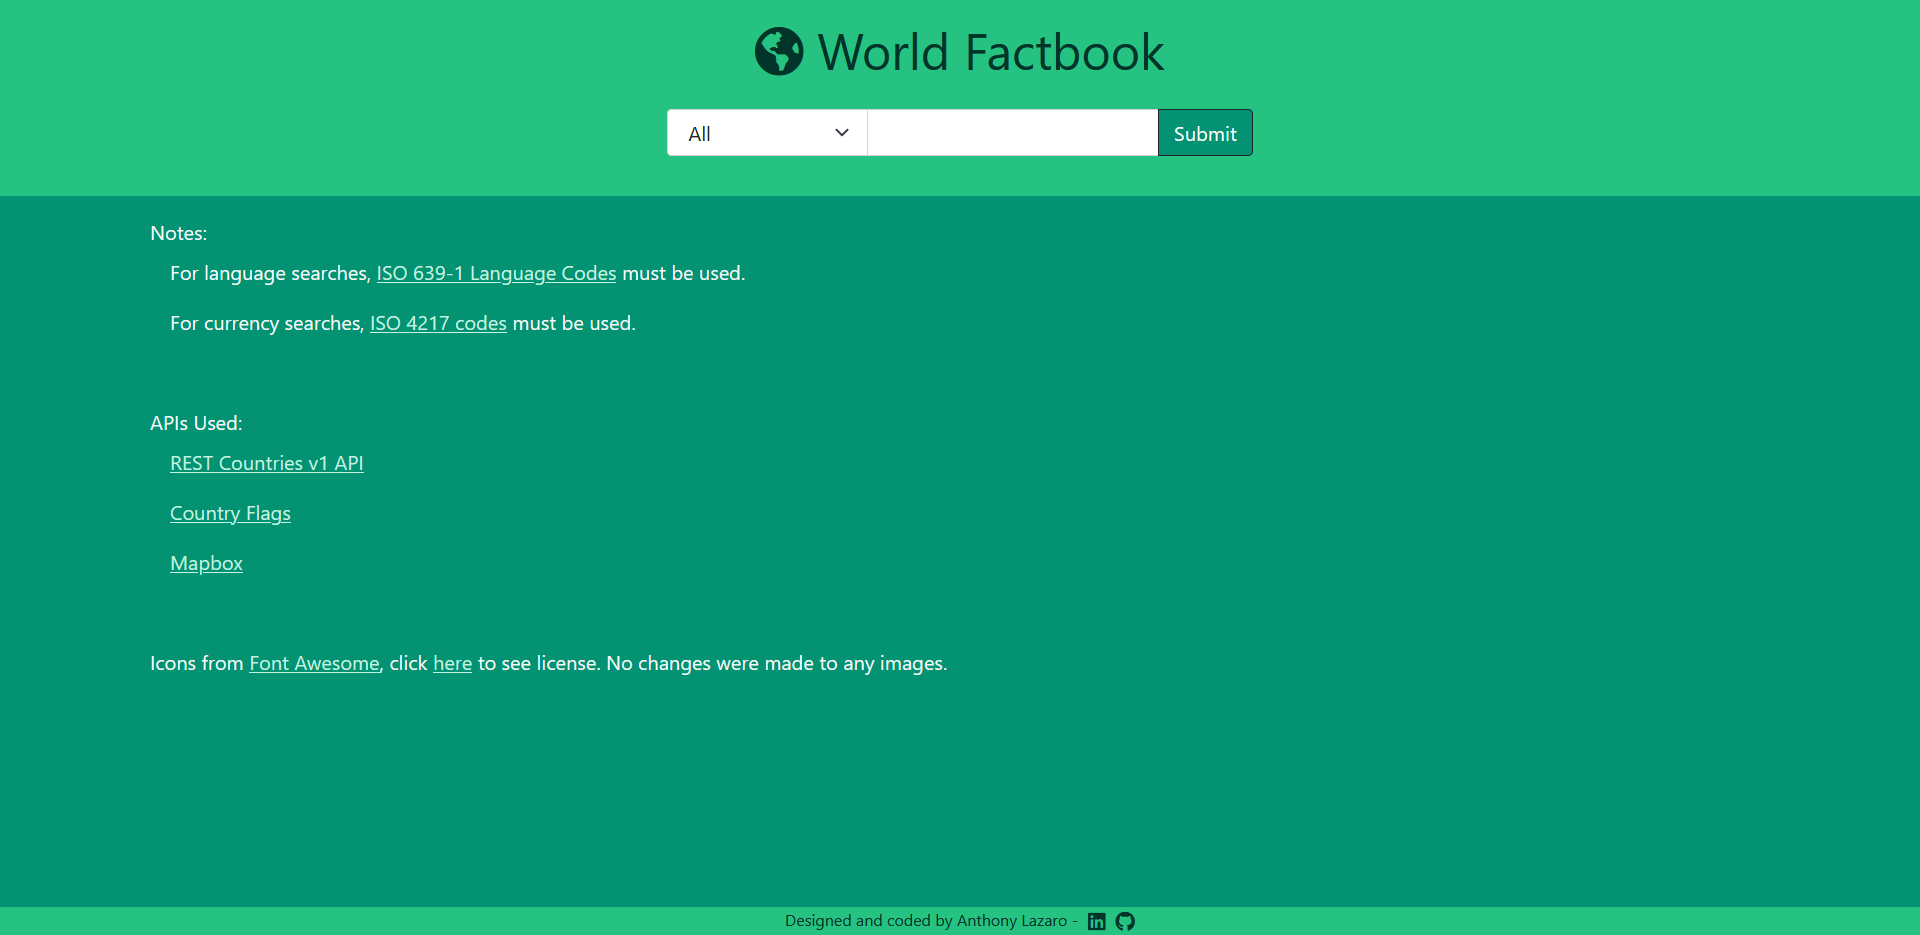 World Factbook
All
Submit
Notes:
For language searches, ISO 639-1 Language Codes must be used.
For currency searches, ISO 4217 codes must be used.
APIs Used:
REST Countries v1 API
Country Flags
Mapbox
Icons from Font Awesome, click here to see license. No changes were made to any images.
Designed and coded by Anthony Lazaro -